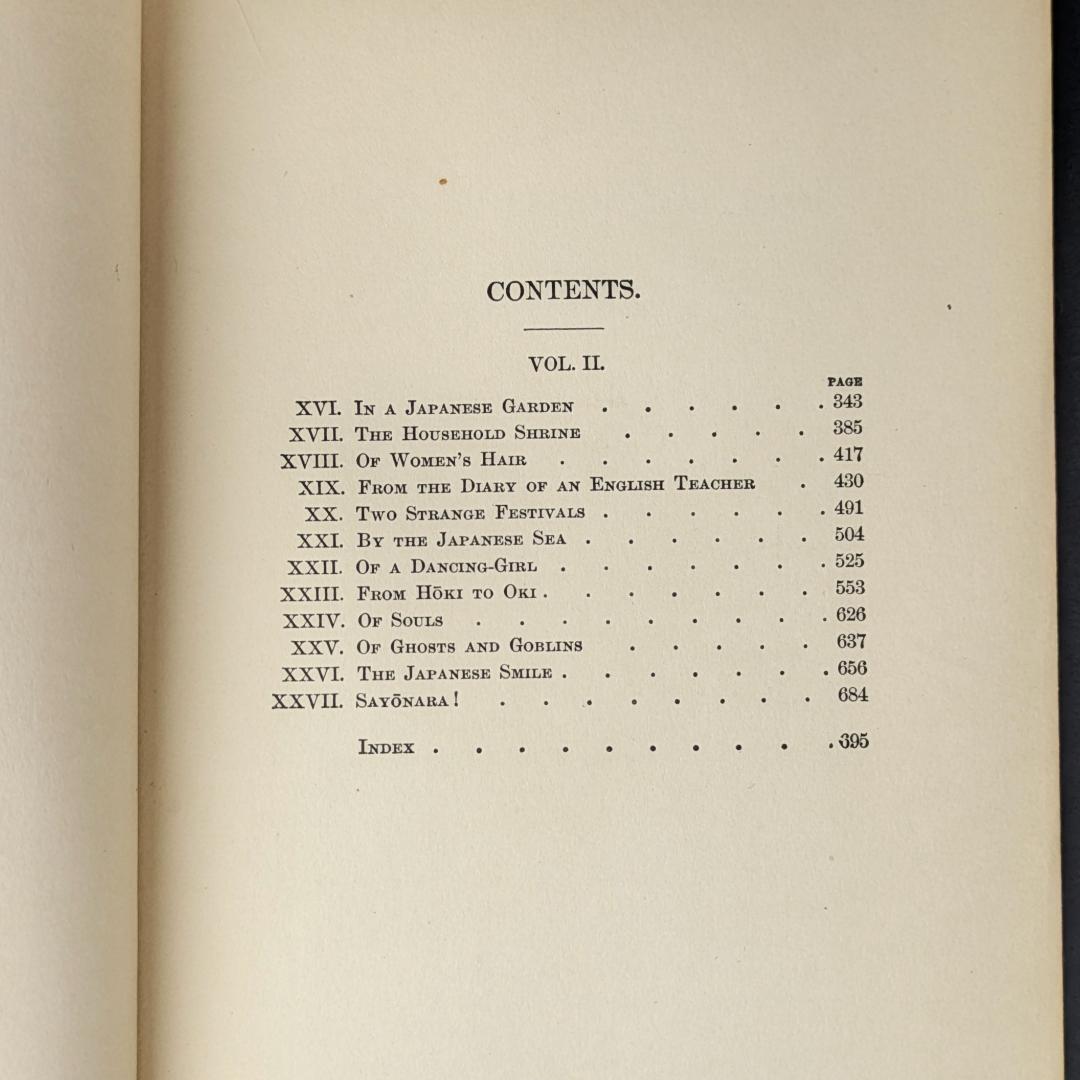 CONTENTS.
VOL. II.
PAGE
XVI. In a Japanese Garden . . . . . . 343
XVII. The Household Shrine . . . . . 385
XVIII. Of Women's Hair . . . . . . . 417
XIX. From the Diary of an English Teacher . 430
XX. Two Strange Festivals . . . . . . 491
XXI. By the Japanese Sea . . . . . . 504
XXII. Of a Dancing-Girl . . . . . . . 525
XXIII. From Hōki to Oki . . . . . . . 553
XXIV. Of Souls . . . . . . . . . 626
XXV. Of Ghosts and Goblins . . . . . 637
XXVI. The Japanese Smile . . . . . . . 656
XXVII. Sayōnara! . . . . . . . . 684
Index . . . . . . . . . . 695